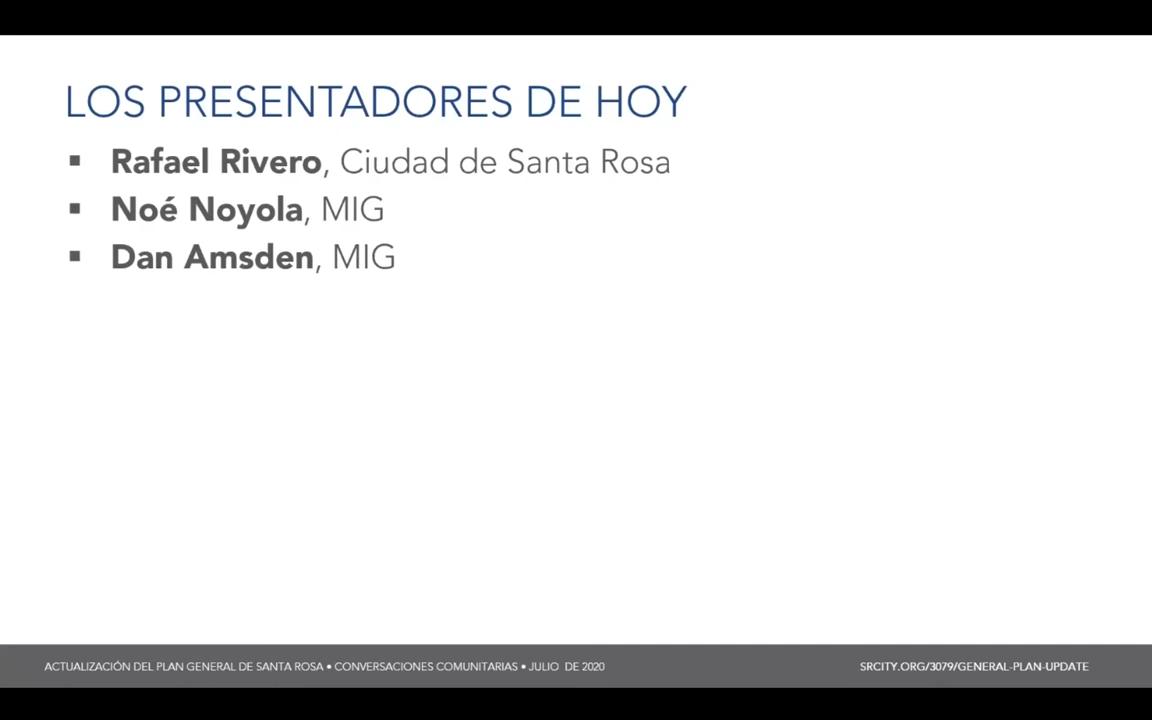 LOS PRESENTADORES DE HOY
▪ Rafael Rivero, Ciudad de Santa Rosa
▪ Noé Noyola, MIG
▪ Dan Amsden, MIG
ACTUALIZACIÓN DEL PLAN GENERAL DE SANTA ROSA • CONVERSACIONES COMUNITARIAS • JULIO DE 2020
SRCITY.ORG/3079/GENERAL-PLAN-UPDATE